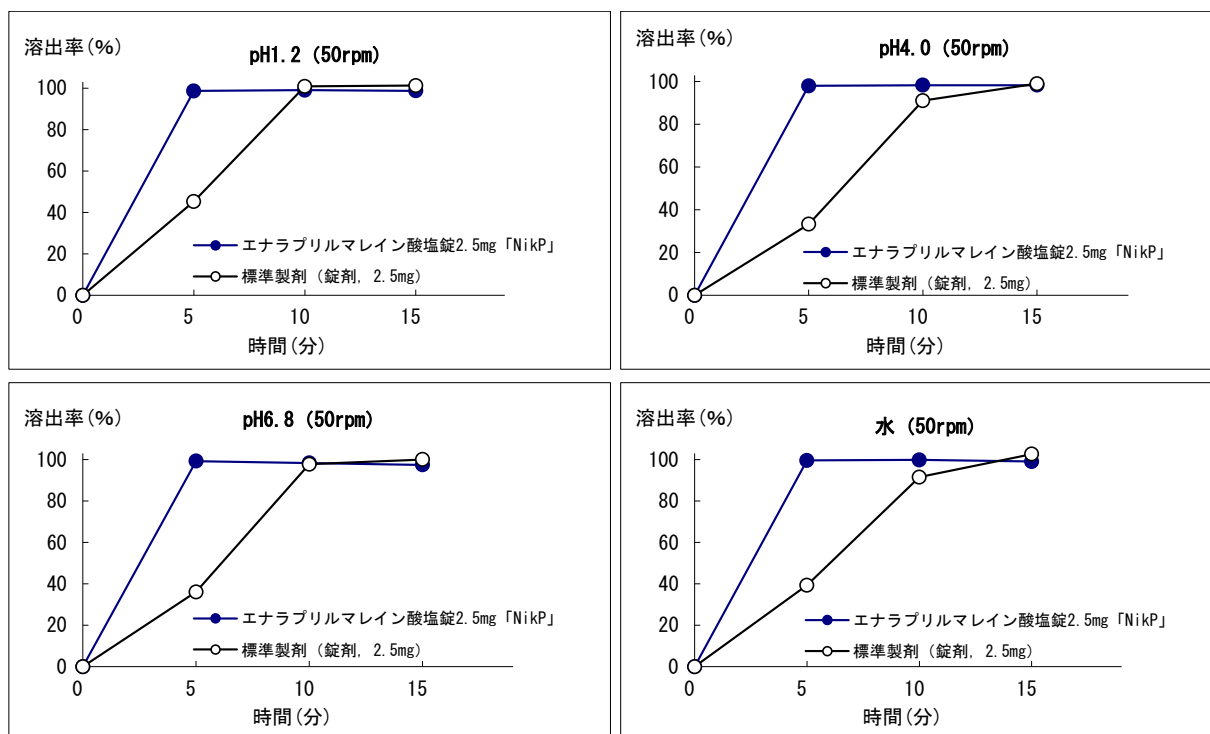 溶出率(%)
pH1.2 (50rpm)
100
80
60
40
20
0
エナラプリルマレイン酸塩錠2.5mg「NikP」
標準製剤(錠剤, 2.5mg)
0 5 10 15
時間(分)
溶出率(%)
pH4.0 (50rpm)
100
80
60
40
20
0
エナラプリルマレイン酸塩錠2.5mg「NikP」
標準製剤(錠剤, 2.5mg)
0 5 10 15
時間(分)
溶出率(%)
pH6.8 (50rpm)
100
80
60
40
20
0
エナラプリルマレイン酸塩錠2.5mg「NikP」
標準製剤(錠剤, 2.5mg)
0 5 10 15
時間(分)
溶出率(%)
水 (50rpm)
100
80
60
40
20
0
エナラプリルマレイン酸塩錠2.5mg「NikP」
標準製剤(錠剤, 2.5mg)
0 5 10 15
時間(分)